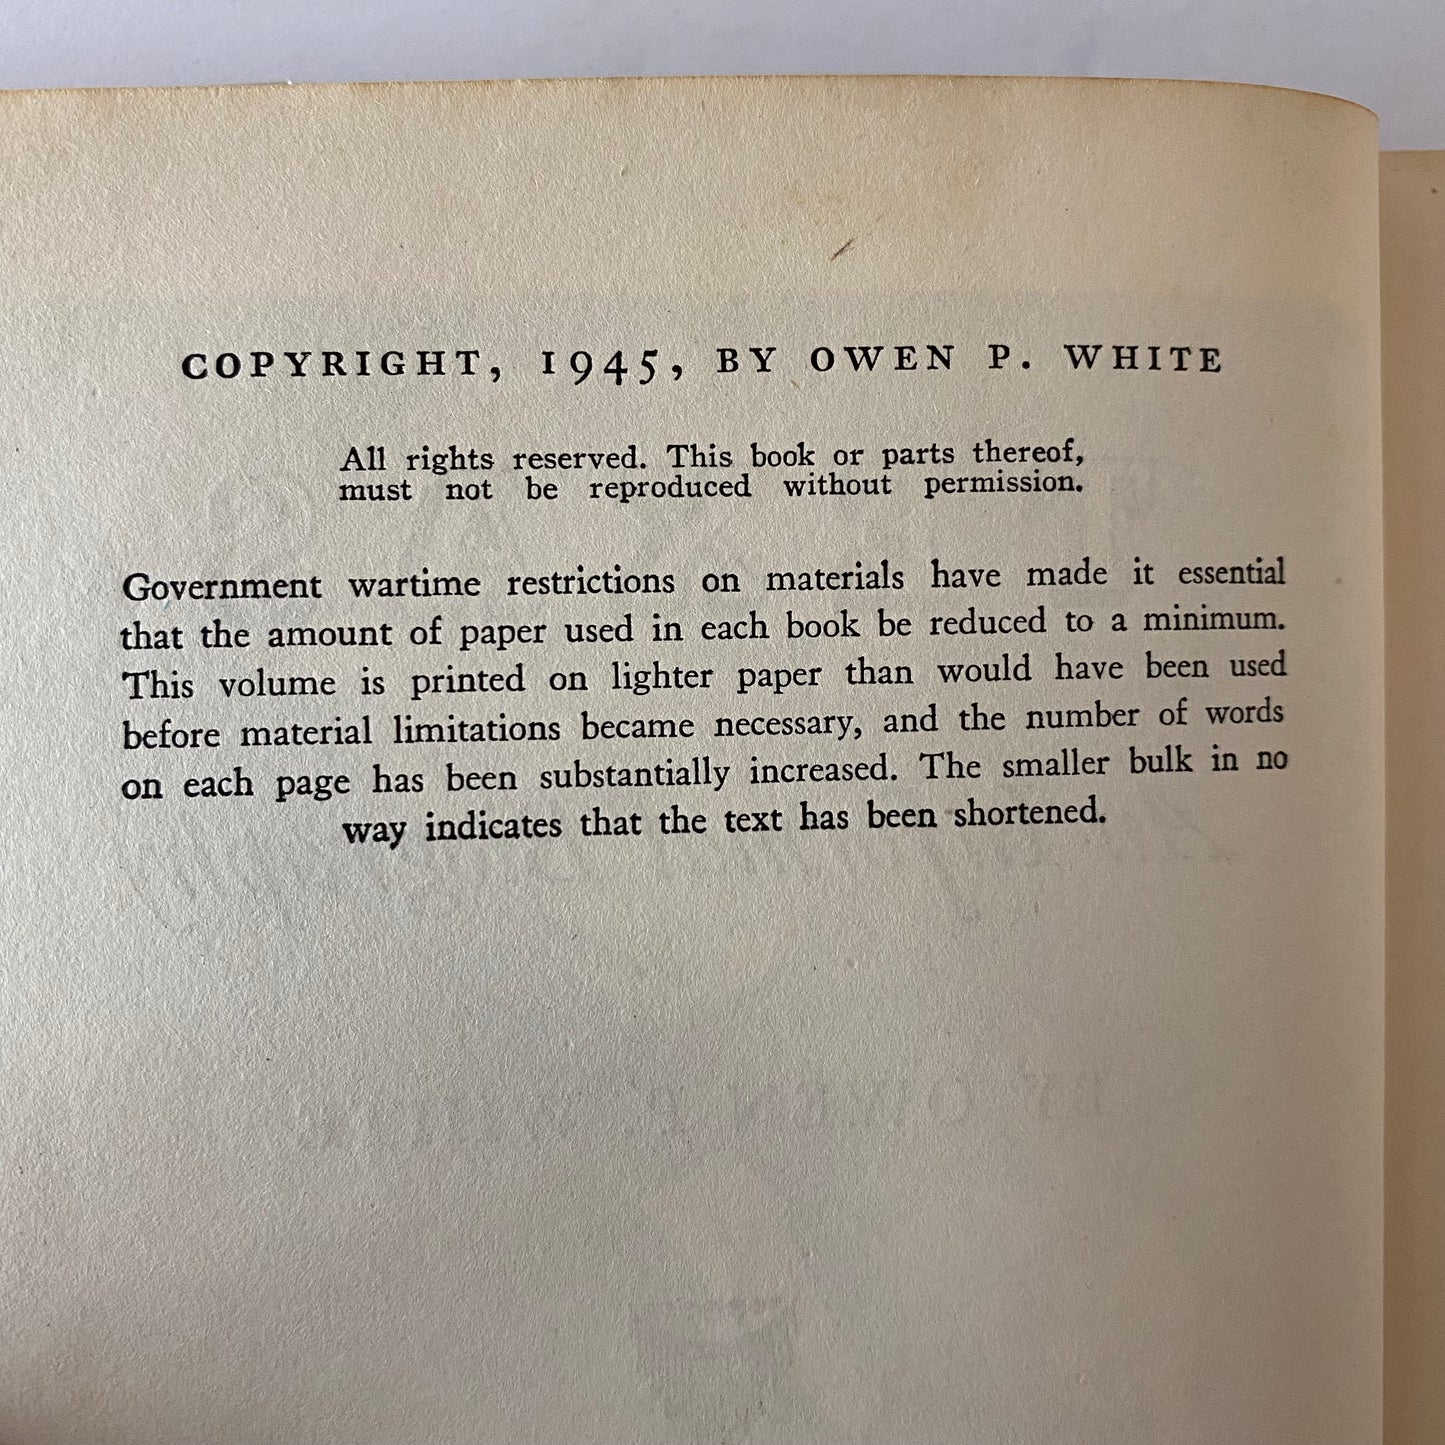 COPYRIGHT, 1945, BY OWEN P. WHITE
All rights reserved. This book or parts thereof,
must not be reproduced without permission.
Government wartime restrictions on materials have made it essential
that the amount of paper used in each book be reduced to a minimum.
This volume is printed on lighter paper than would have been used
before material limitations became necessary, and the number of words
on each page has been substantially increased. The smaller bulk in no
way indicates that the text has been shortened.